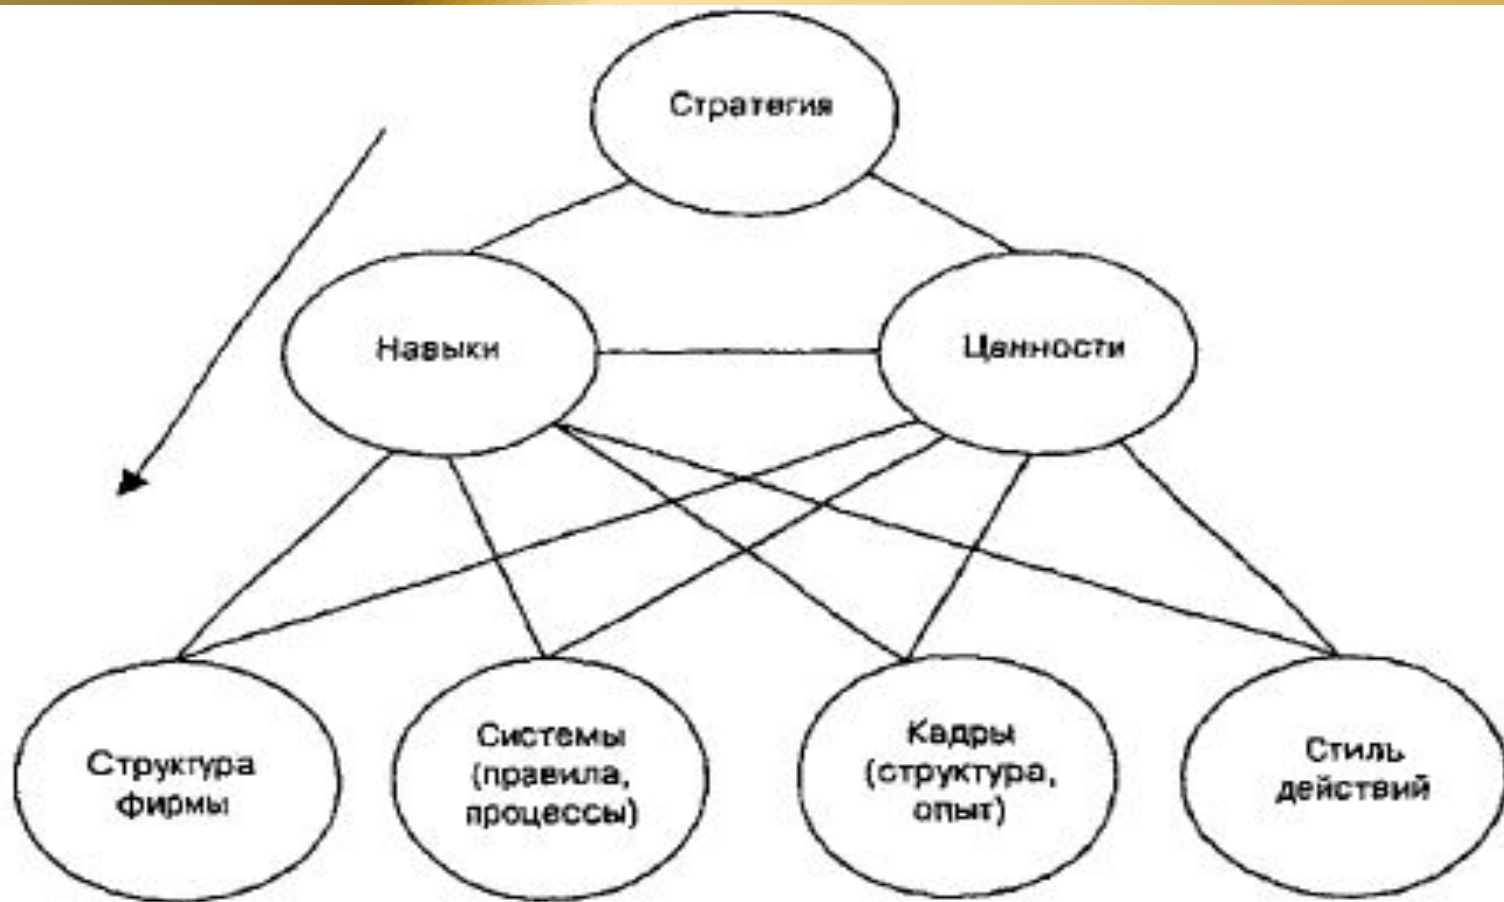 Стратегия
Навыки
Ценности
Структура
фирмы
Системы
(правила,
процессы)
Кадры
(структура,
опыт)
Стиль
действий